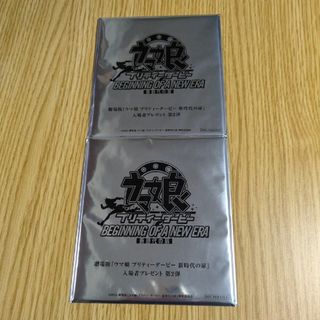 ウマ娘
プリティーダービー
BEGINNING OF A NEW ERA
新時代の扉
劇場版『ウマ娘 プリティーダービー 新時代の扉』
入場者プレゼント 第2弾
ウマ娘
プリティーダービー
BEGINNING OF A NEW ERA
新時代の扉
劇場版『ウマ娘 プリティーダービー 新時代の扉』
入場者プレゼント 第2弾